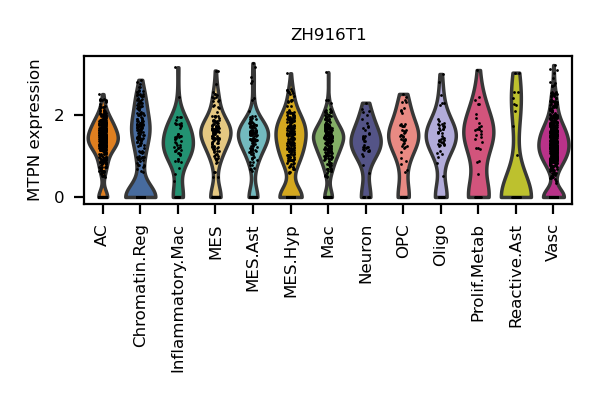 ZH916T1
MTPN expression
2
0
AC
Chromatin.Reg
Inflammatory.Mac
MES
MES.Ast
MES.Hyp
Mac
Neuron
OPC
Oligo
Prolif.Metab
Reactive.Ast
Vasc